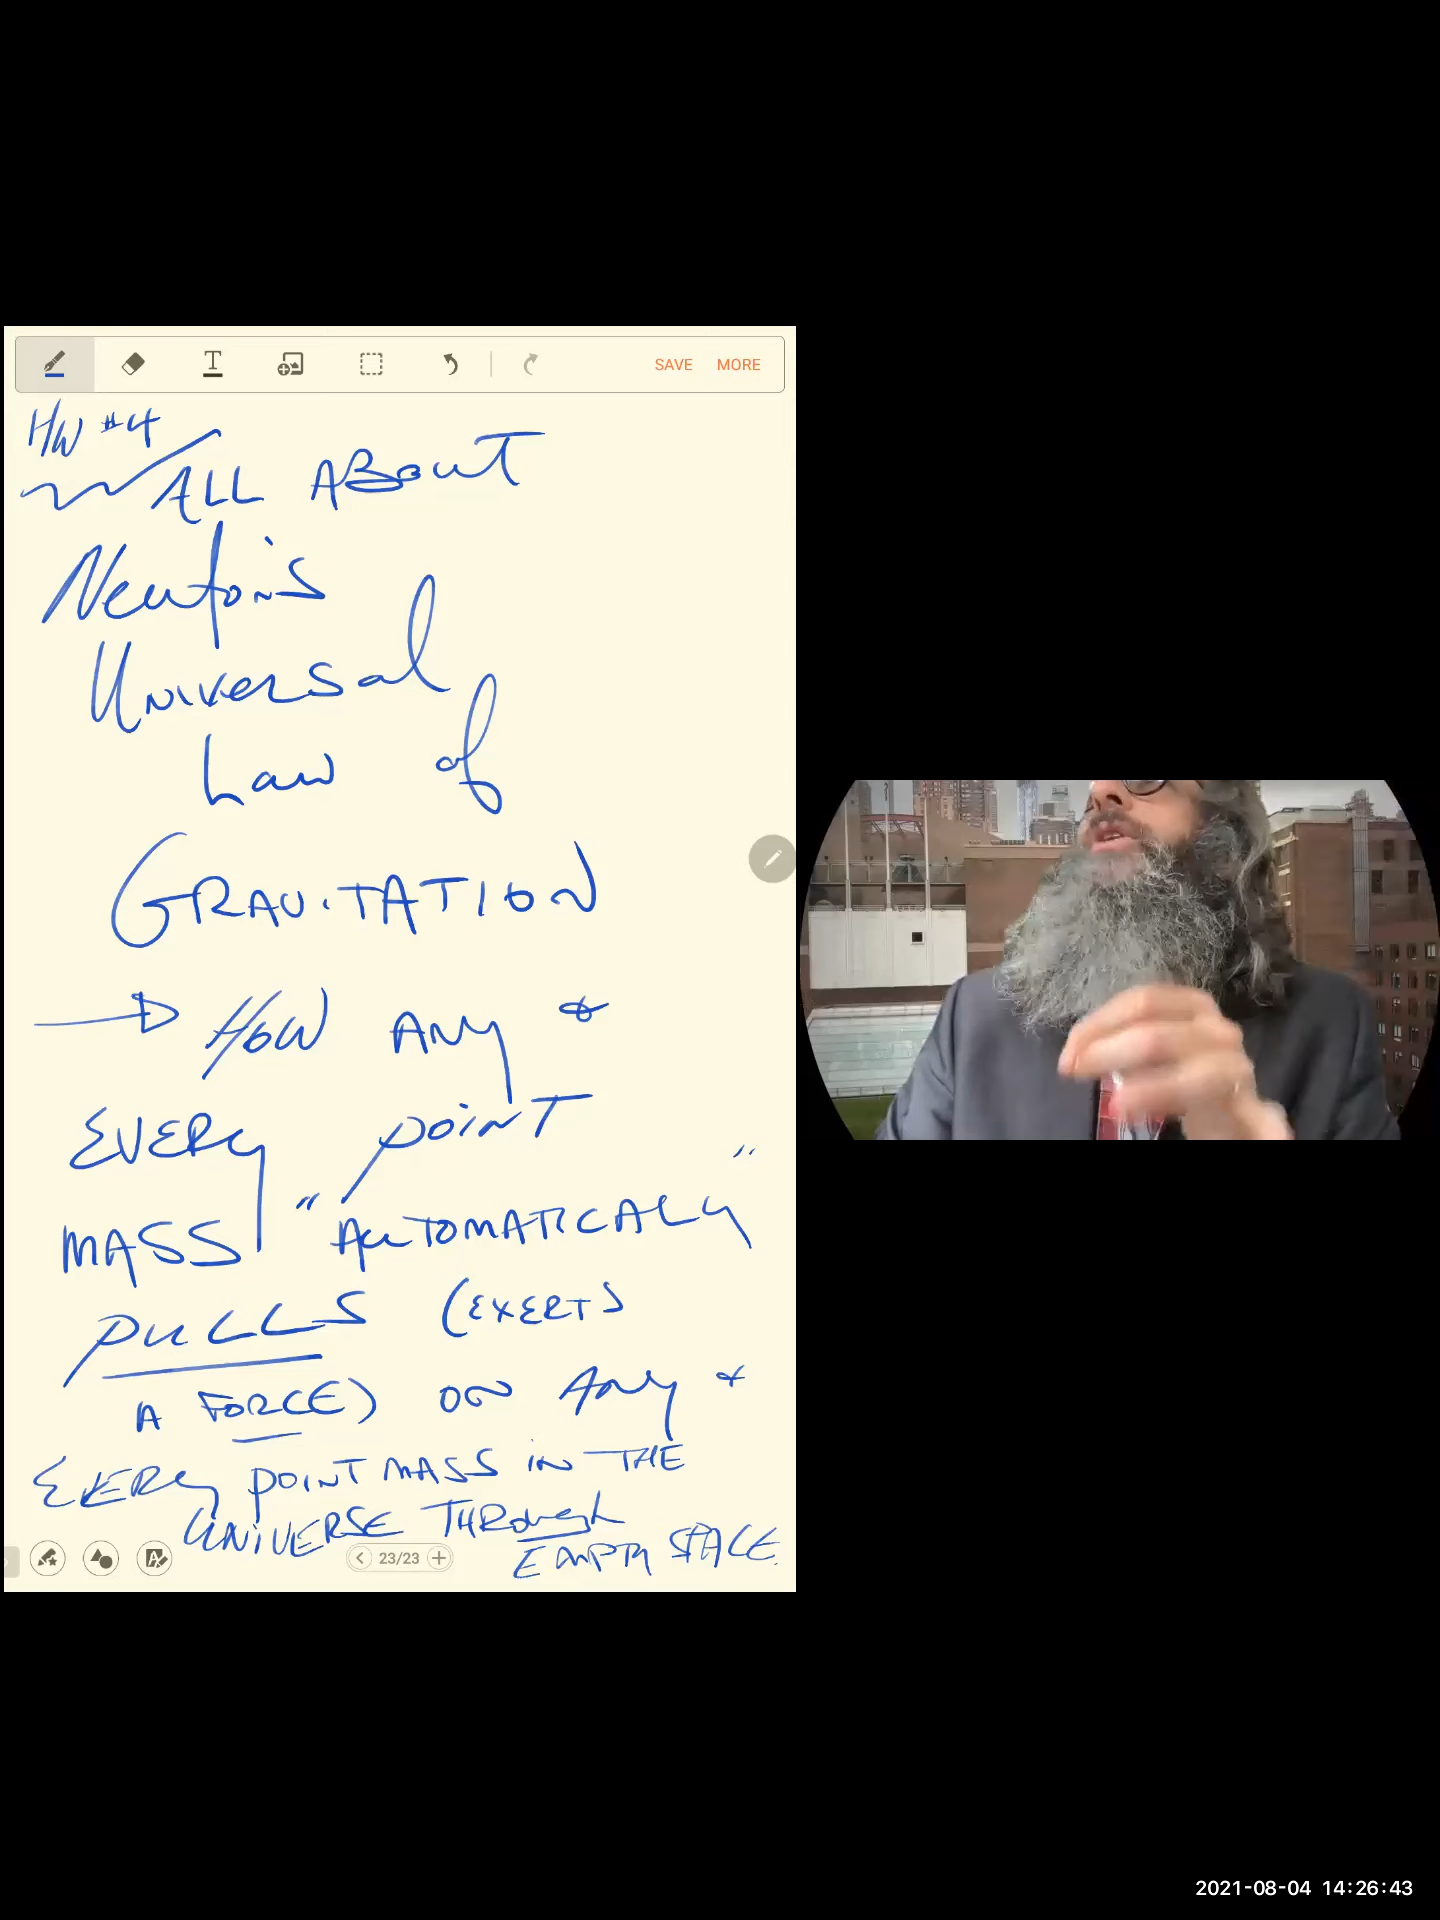 T
SAVE MORE
HW #4
ALL ABOUT
Newton's
Universal
Law of
GRAVITATION
HOW ANY &
EVERY POINT
MASS "AUTOMATICALY"
PULLS (EXERTS
A FORCE) ON ANY &
EVERY POINT MASS IN THE
UNIVERSE THROUGH
EMPTY SPACE.
A
23/23
2021-08-04 14:26:43